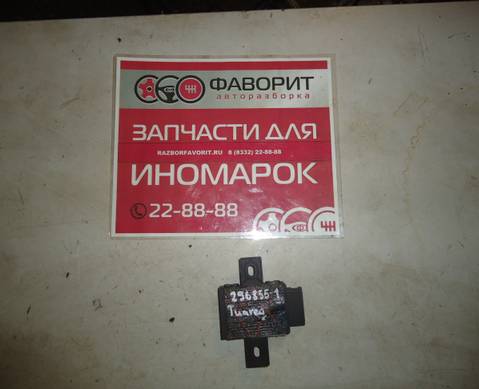 ФАВОРИТ
авторазборка
ЗАПЧАСТИ ДЛЯ
RAZBORFAVORIT.RU 8 (8332) 22-88-88
ИНОМАРОК
22-88-88
296855-1
Tuareg